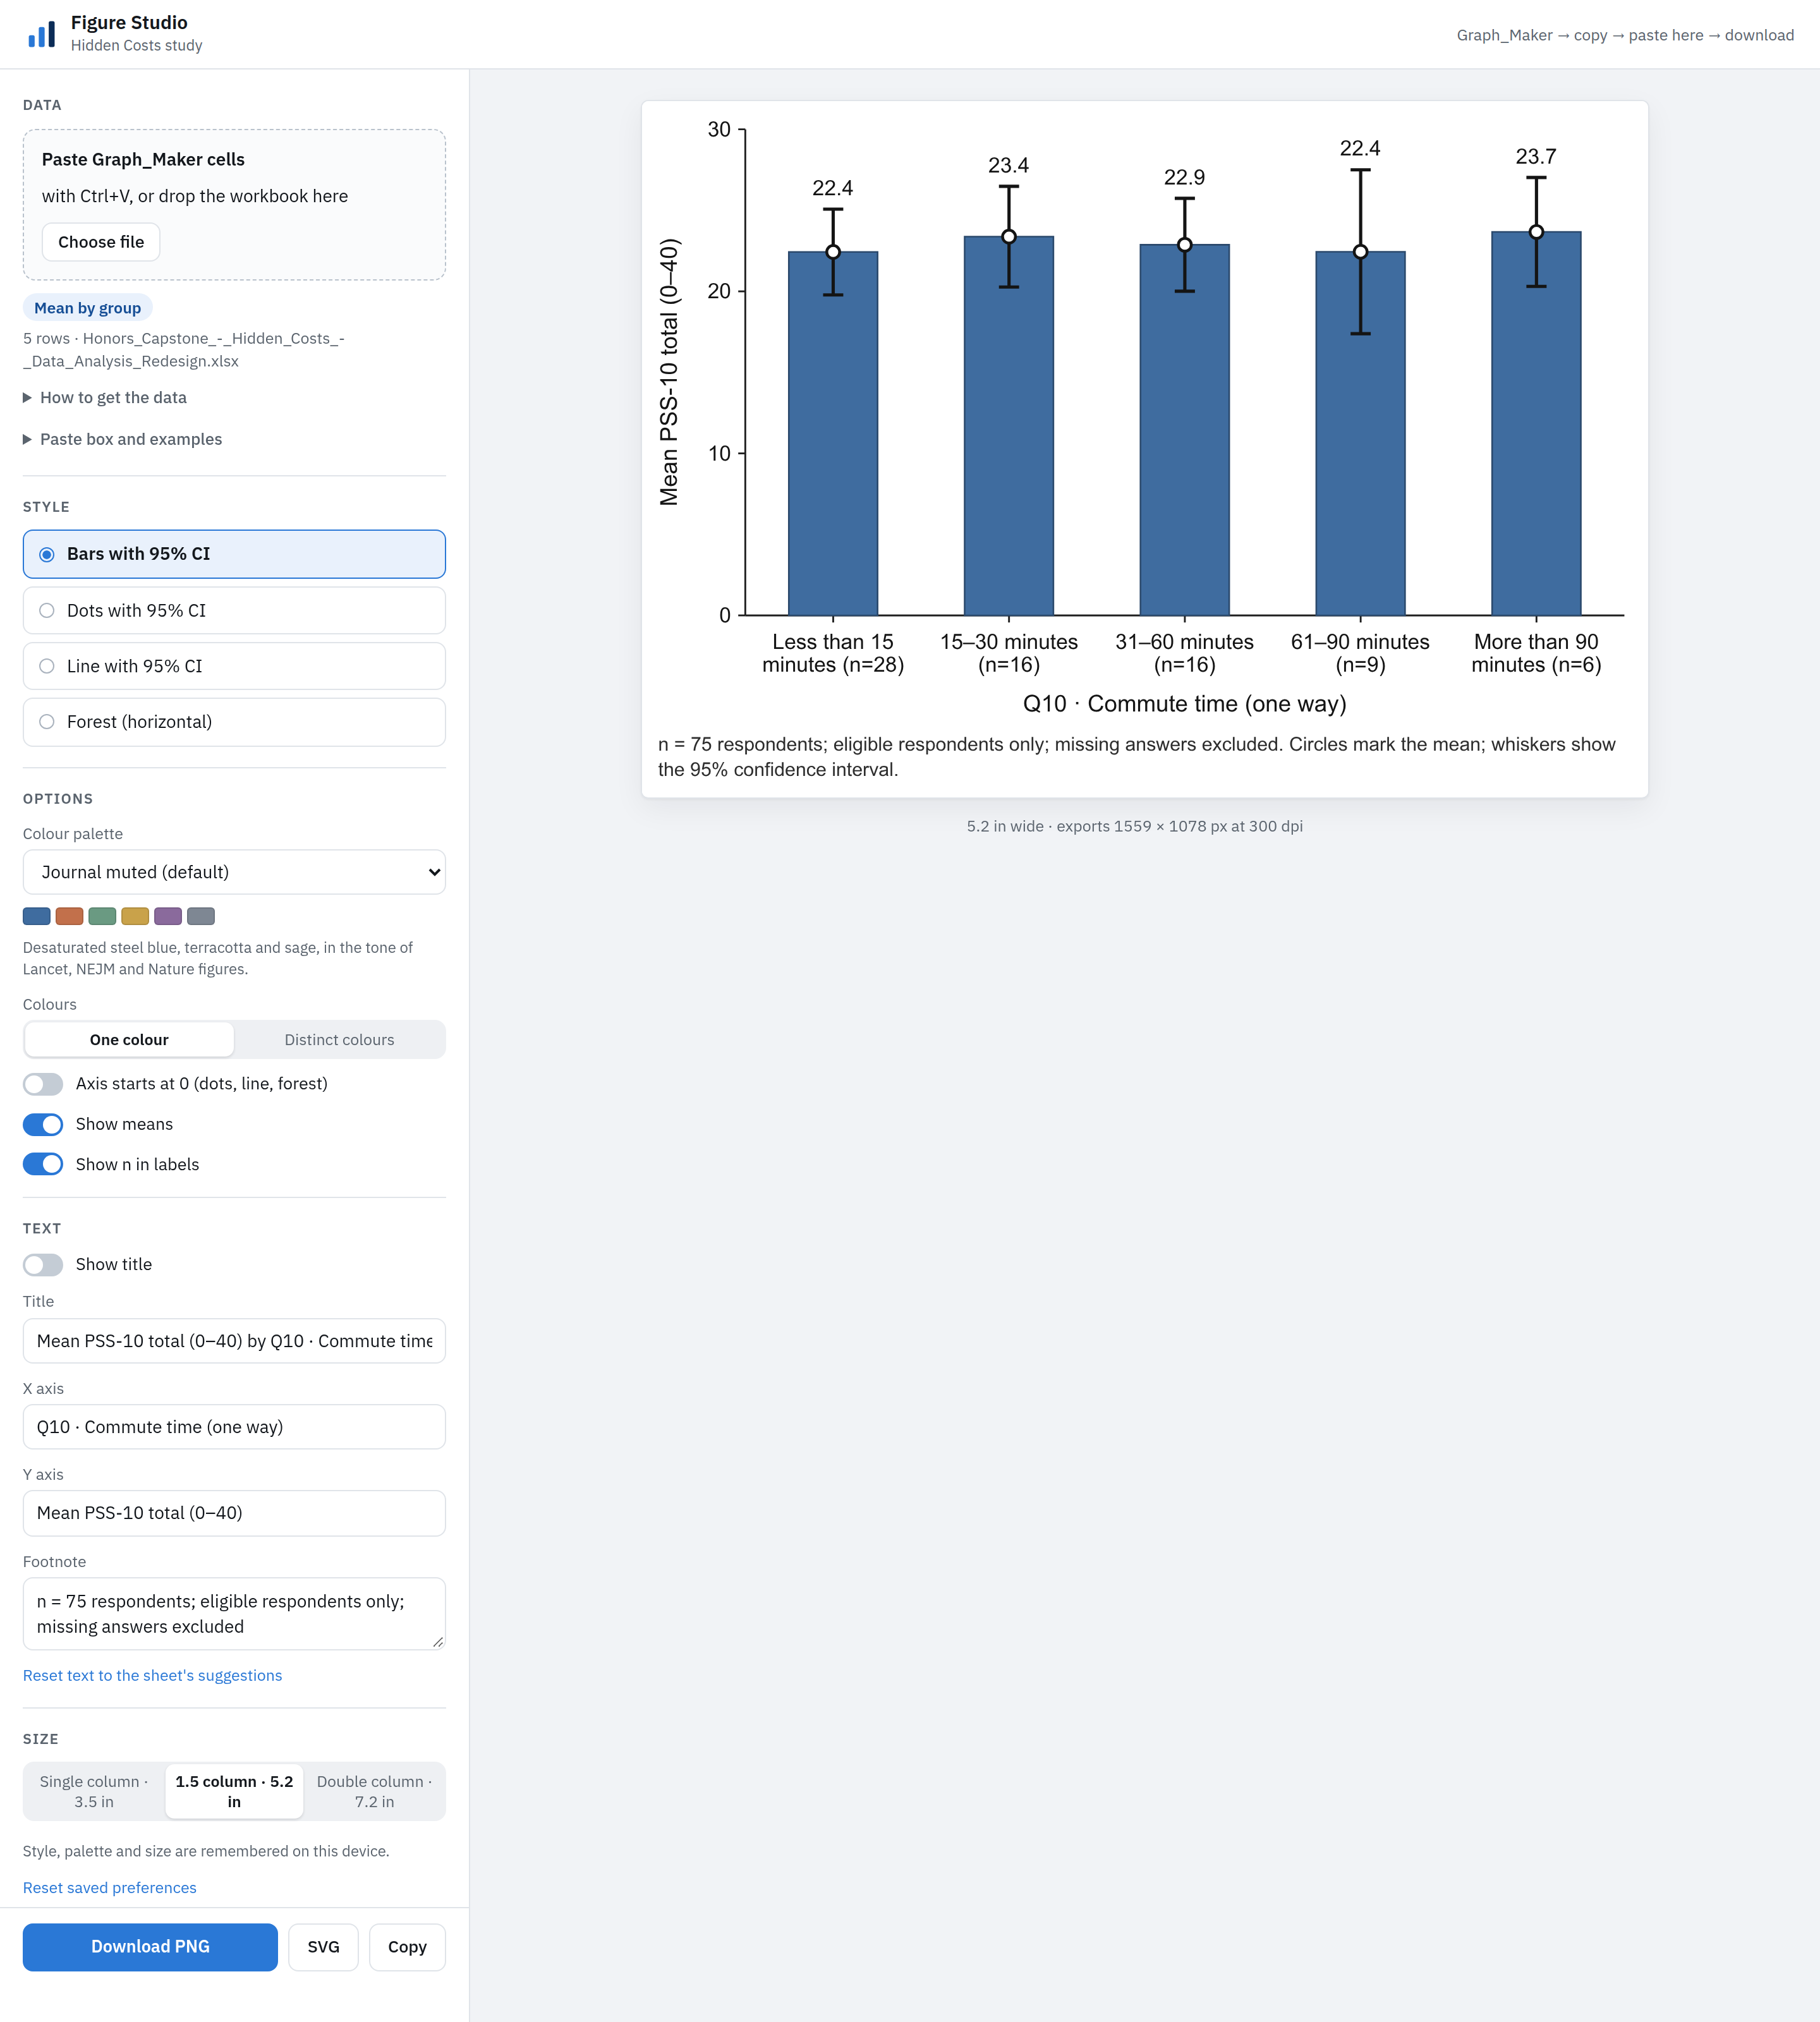 Figure Studio
Hidden Costs study
Graph_Maker → copy → paste here → download
DATA
Paste Graph_Maker cells
with Ctrl+V, or drop the workbook here
Choose file
Mean by group
5 rows · Honors_Capstone_-_Hidden_Costs_-
_Data_Analysis_Redesign.xlsx
▶ How to get the data
▶ Paste box and examples
STYLE
Bars with 95% CI
Dots with 95% CI
Line with 95% CI
Forest (horizontal)
OPTIONS
Colour palette
Journal muted (default)
Desaturated steel blue, terracotta and sage, in the tone of
Lancet, NEJM and Nature figures.
Colours
One colour
Distinct colours
Axis starts at 0 (dots, line, forest)
Show means
Show n in labels
TEXT
Show title
Title
Mean PSS-10 total (0–40) by Q10 · Commute time
X axis
Q10 · Commute time (one way)
Y axis
Mean PSS-10 total (0–40)
Footnote
n = 75 respondents; eligible respondents only;
missing answers excluded
Reset text to the sheet's suggestions
SIZE
Single column ·
3.5 in
1.5 column · 5.2
in
Double column ·
7.2 in
Style, palette and size are remembered on this device.
Reset saved preferences
Download PNG
SVG
Copy
Mean PSS-10 total (0–40)
30
20
10
0
22.4
23.4
22.9
22.4
23.7
Less than 15
minutes (n=28)
15–30 minutes
(n=16)
31–60 minutes
(n=16)
61–90 minutes
(n=9)
More than 90
minutes (n=6)
Q10 · Commute time (one way)
n = 75 respondents; eligible respondents only; missing answers excluded. Circles mark the mean; whiskers show
the 95% confidence interval.
5.2 in wide · exports 1559 × 1078 px at 300 dpi